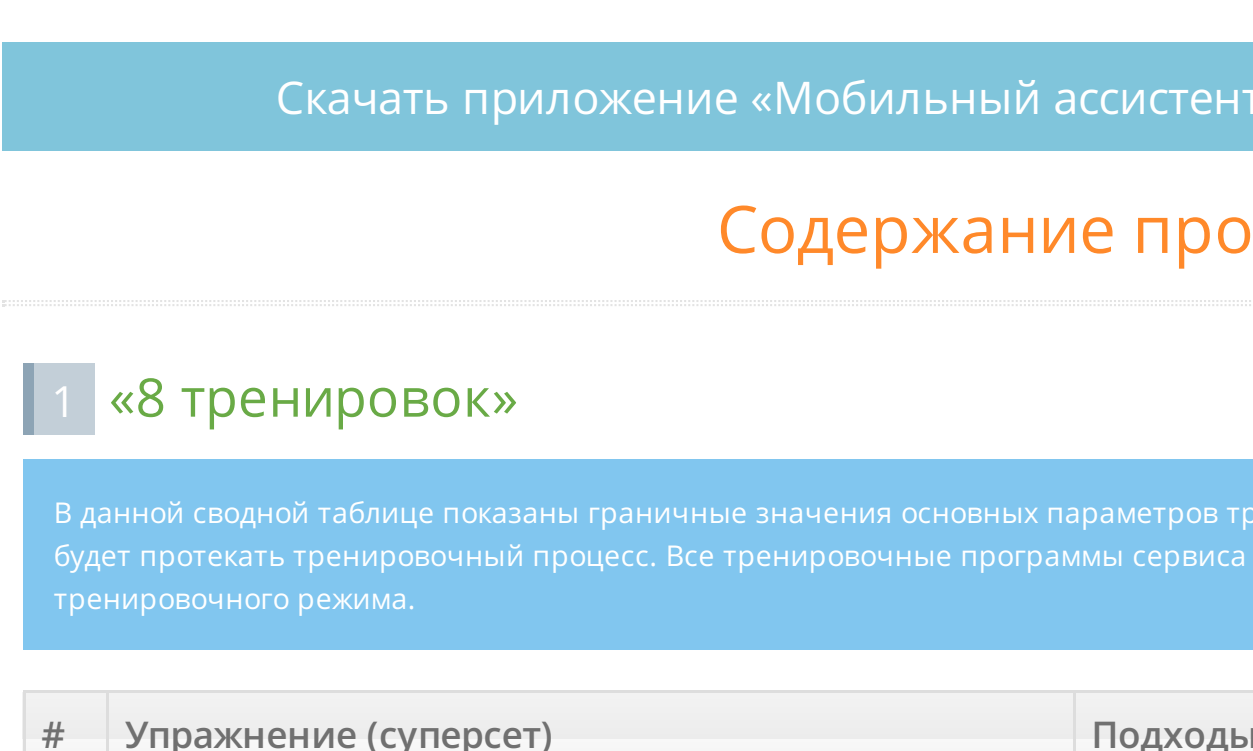 Скачать приложение «Мобильный ассистент
Содержание про
1 «8 тренировок»
В данной сводной таблице показаны граничные значения основных параметров тр
будет протекать тренировочный процесс. Все тренировочные программы сервиса
тренировочного режима.
# Упражнение (суперсет) Подходы